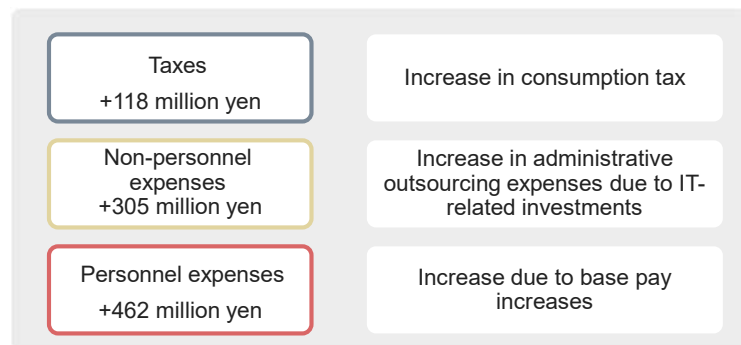 Taxes
+118 million yen
Increase in consumption tax
Non-personnel
expenses
+305 million yen
Increase in administrative
outsourcing expenses due to IT-
related investments
Personnel expenses
+462 million yen
Increase due to base pay
increases